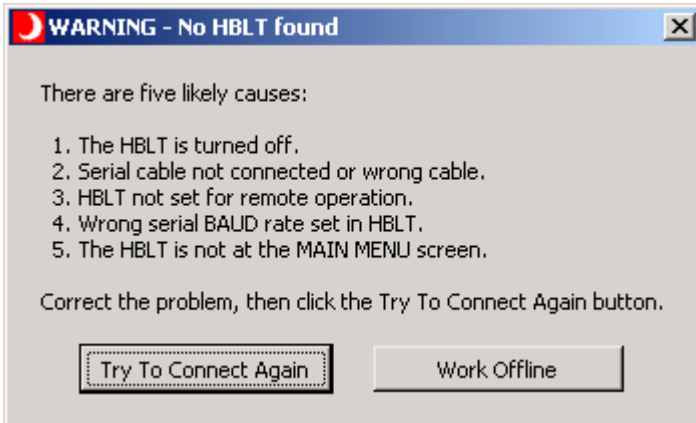 WARNING - No HBLT found
There are five likely causes:
1. The HBLT is turned off.
2. Serial cable not connected or wrong cable.
3. HBLT not set for remote operation.
4. Wrong serial BAUD rate set in HBLT.
5. The HBLT is not at the MAIN MENU screen.
Correct the problem, then click the Try To Connect Again button.
Try To Connect Again
Work Offline